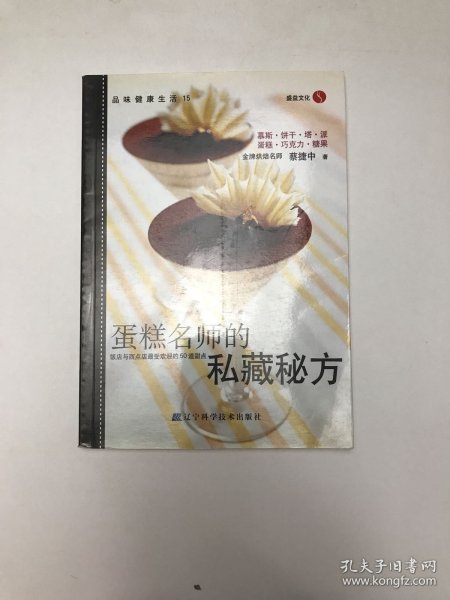 品味健康生活 15
盛益文化
慕斯·饼干·塔·派
蛋糕·巧克力·糖果
金牌烘焙名师 蔡捷中 著
蛋糕名师的
饭店与西点店最受欢迎的50道甜点
私藏秘方
辽宁科学技术出版社
孔夫子旧书网
www.kongfz.com